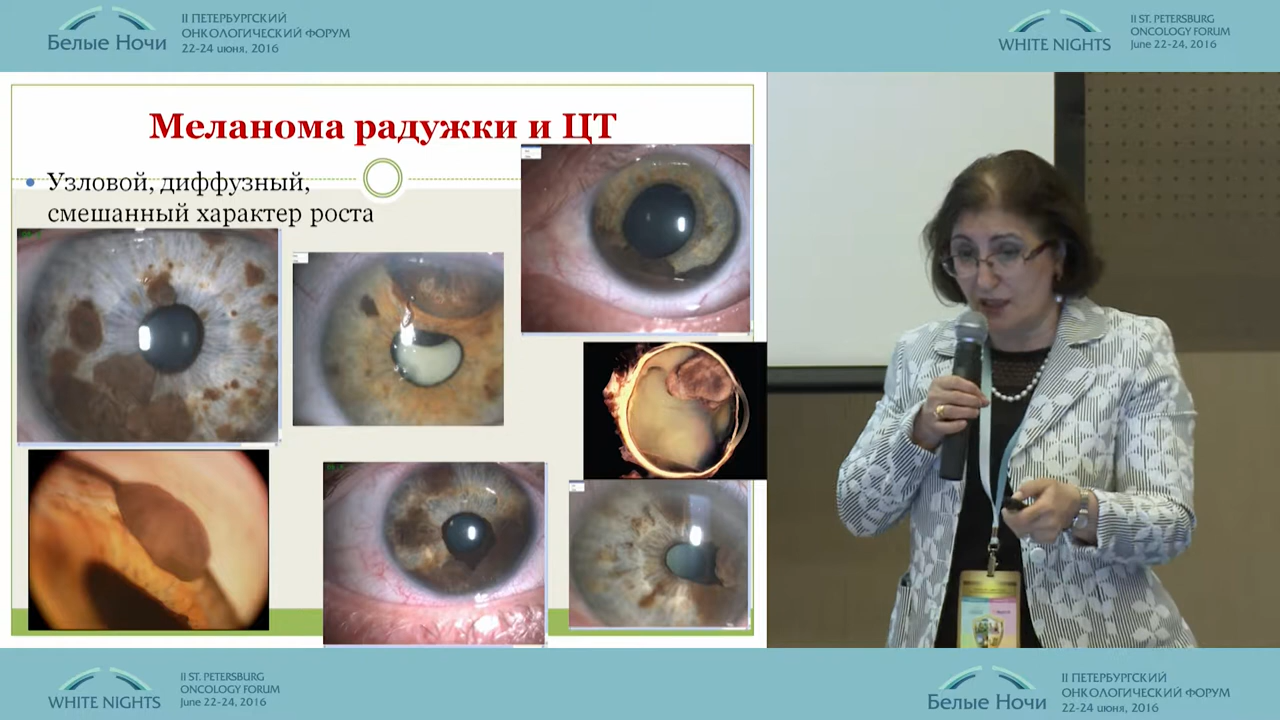 Белые Ночи
II ПЕТЕРБУРГСКИЙ
ОНКОЛОГИЧЕСКИЙ ФОРУМ
22-24 июня, 2016
WHITE NIGHTS
II ST. PETERSBURG
ONCOLOGY FORUM
June 22-24, 2016
Меланома радужки и ЦТ
• Узловой, диффузный,
смешанный характер роста
WHITE NIGHTS
II ST. PETERSBURG
ONCOLOGY FORUM
June 22-24, 2016
Белые Ночи
II ПЕТЕРБУРГСКИЙ
ОНКОЛОГИЧЕСКИЙ ФОРУМ
22-24 июня, 2016